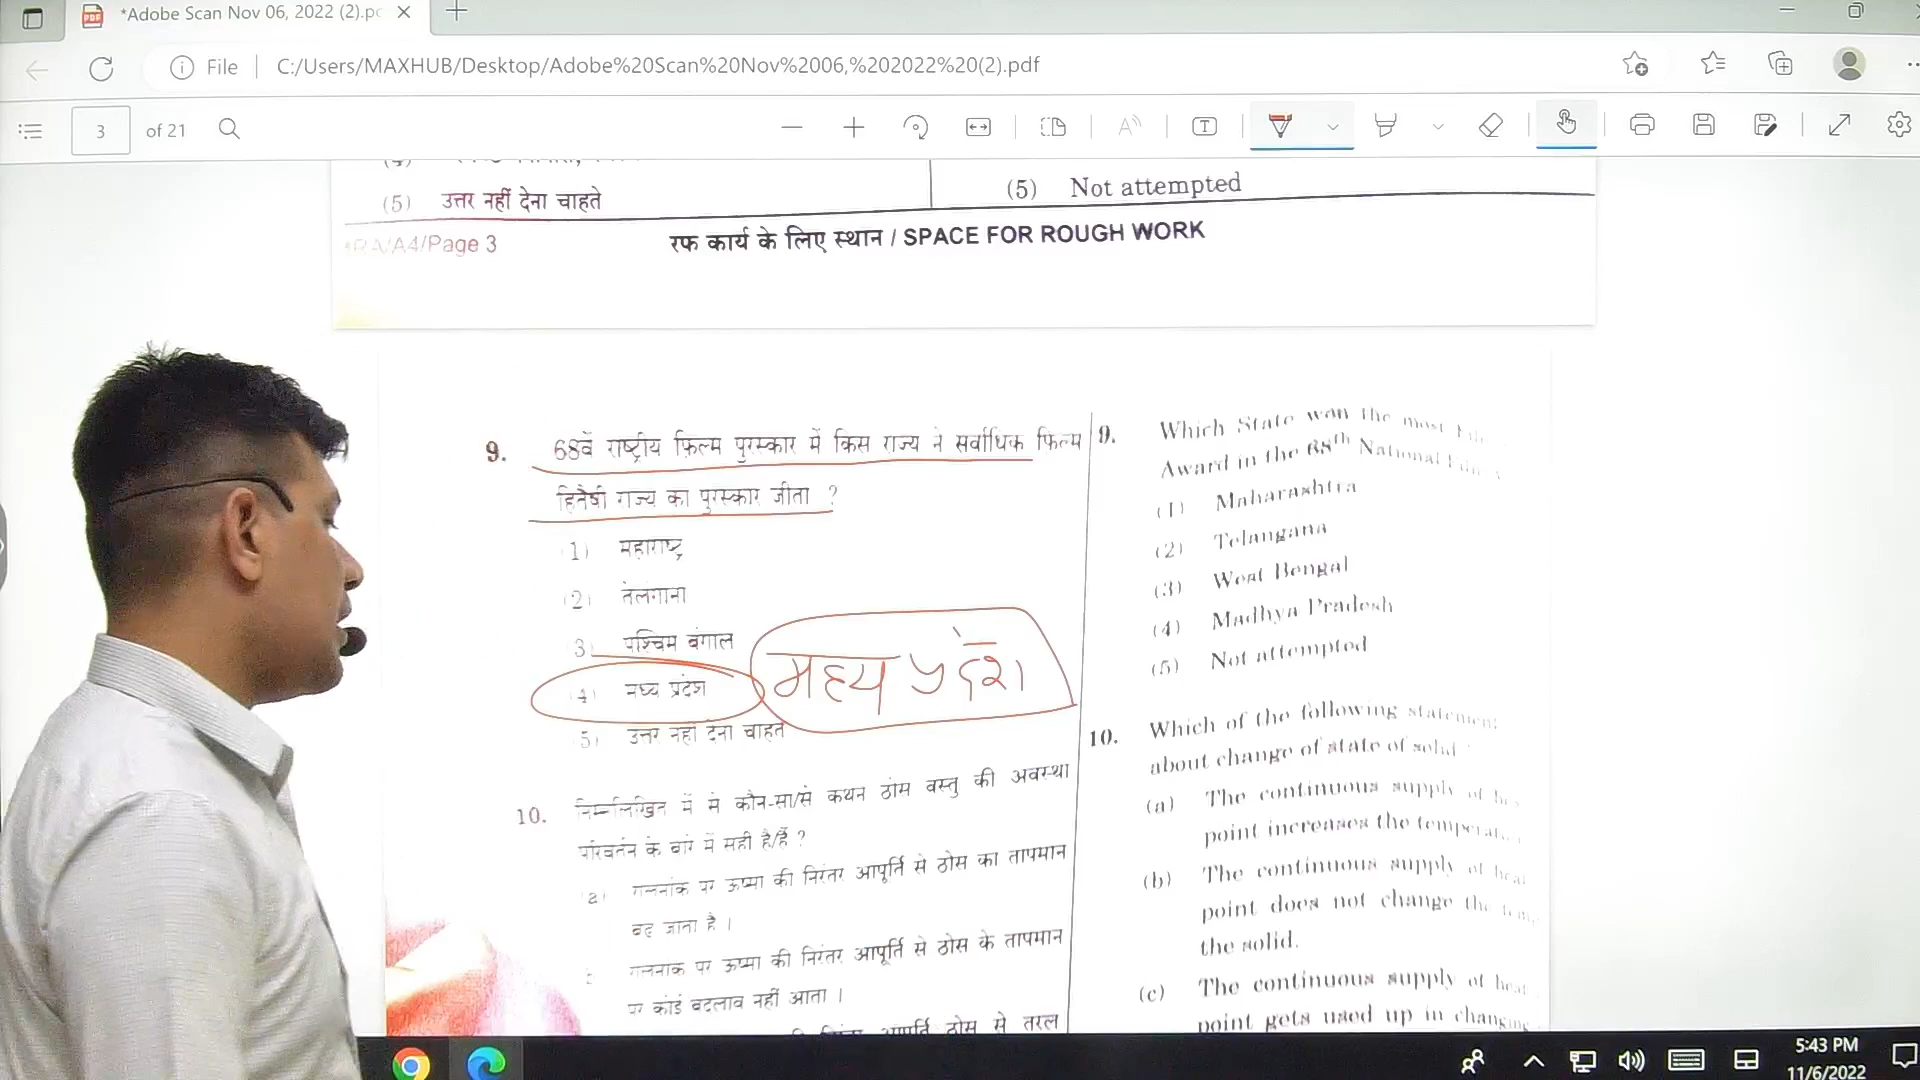 *Adobe Scan Nov 06, 2022 (2).pd
File
C:/Users/MAXHUB/Desktop/Adobe%20Scan%20Nov%2006,%202022%20(2).pdf
3 of 21
(5) उत्तर नहीं देना चाहते
(5) Not attempted
RA/A4/Page 3
रफ कार्य के लिए स्थान / SPACE FOR ROUGH WORK
9. 68वें राष्ट्रीय फ़िल्म पुरस्कार में किस राज्य ने सर्वाधिक फिल्म
हितैषी राज्य का पुरस्कार जीता ?
(1) महाराष्ट्र
(2) तेलंगाना
(3) पश्चिम बंगाल
(4) मध्य प्रदेश
(5) उत्तर नहीं देना चाहते
मध्य प्रदेश
10. निम्नलिखित में से कौन-सा/से कथन ठोस वस्तु की अवस्था
परिवर्तन के बारे में सही है/हैं ?
(a) गलनांक पर ऊष्मा की निरंतर आपूर्ति से ठोस का तापमान
बढ़ जाता है ।
गलनांक पर ऊष्मा की निरंतर आपूर्ति से ठोस के तापमान
पर कोई बदलाव नहीं आता ।
आपूर्ति ठोस से तरल
9. Which State won the most
Award in the 68th National
(1) Maharashtra
(2) Telangana
(3) West Bengal
(4) Madhya Pradesh
(5) Not attempted
10. Which of the following statement
about change of state of solid
(a) The continuous supply of
point increases the
(b) The continuous supply of heat
point does not change the
the solid.
(c) The continuous supply of heat
point gets used up in changing
5:43 PM
11/6/2022